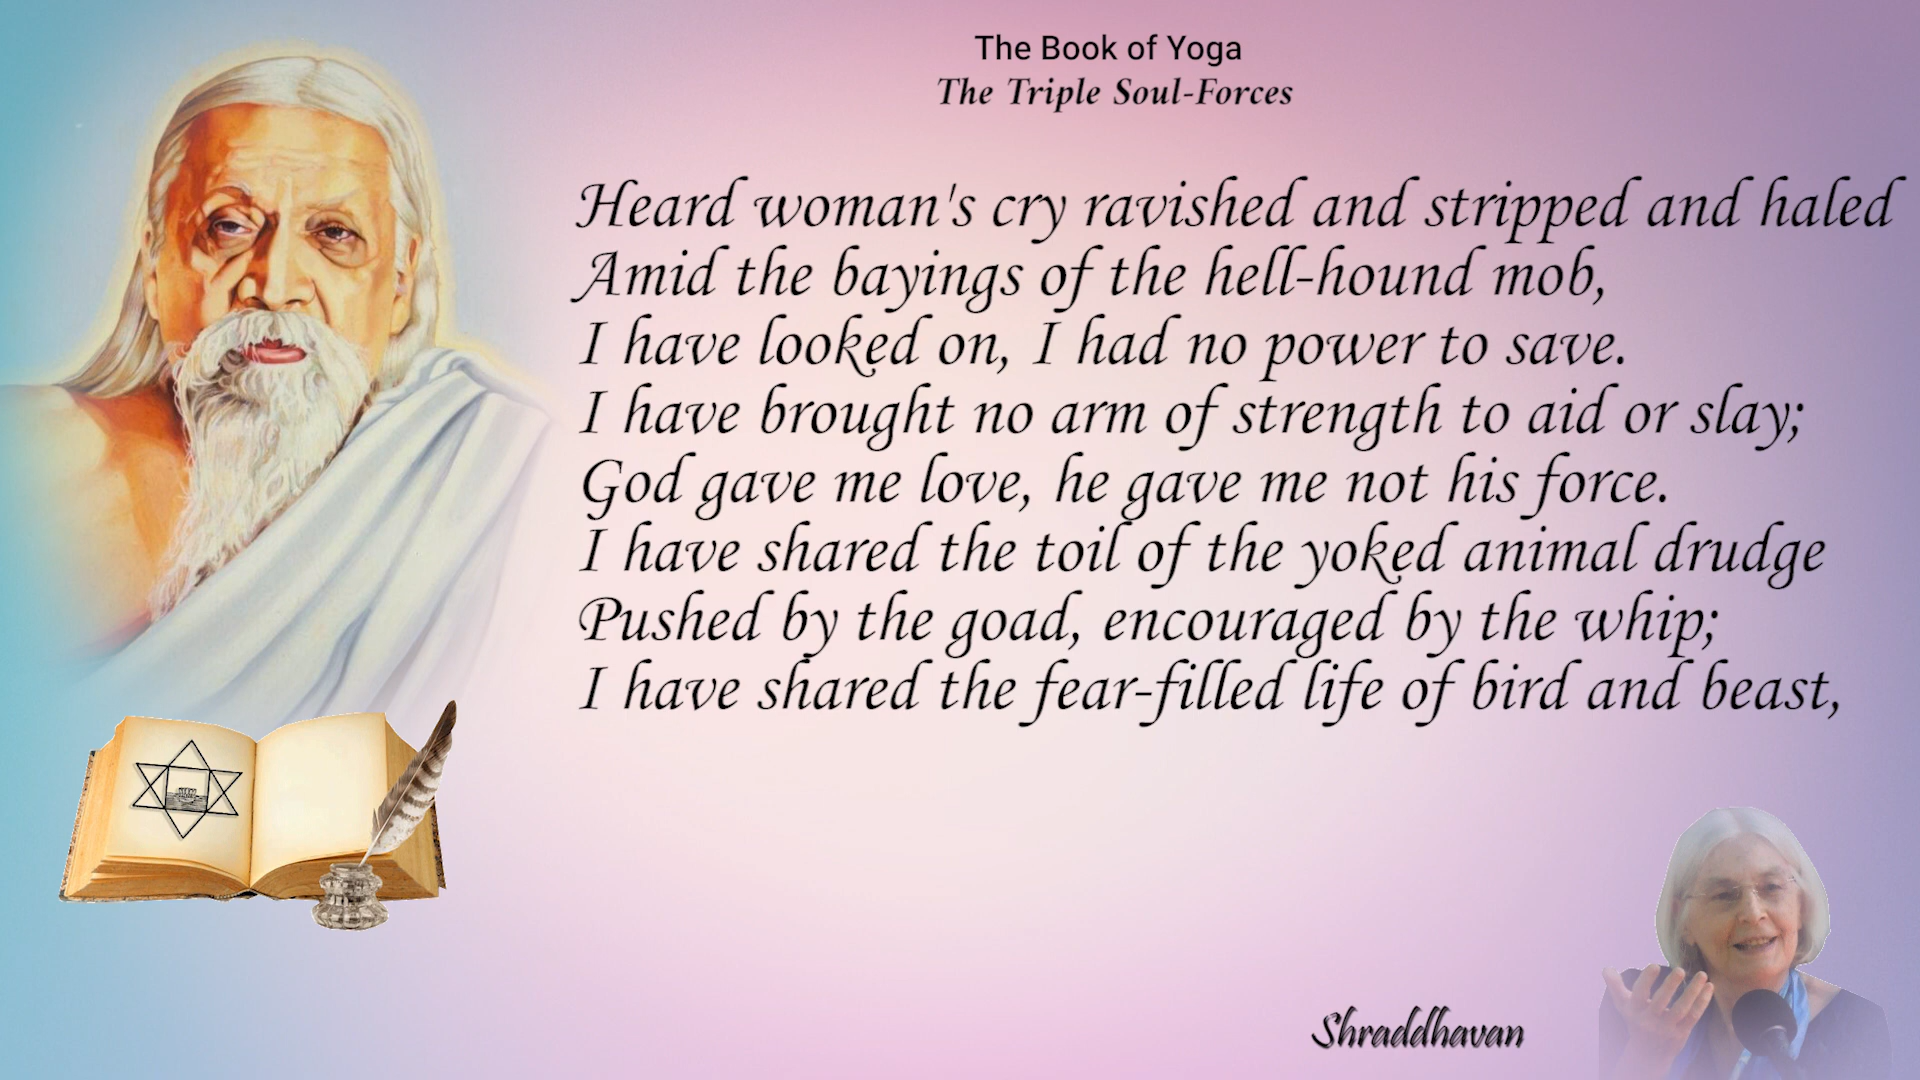 The Book of Yoga
The Triple Soul-Forces
Heard woman's cry ravished and stripped and haled
Amid the bayings of the hell-hound mob,
I have looked on, I had no power to save.
I have brought no arm of strength to aid or slay;
God gave me love, he gave me not his force.
I have shared the toil of the yoked animal drudge
Pushed by the goad, encouraged by the whip;
I have shared the fear-filled life of bird and beast,
Shraddhavan